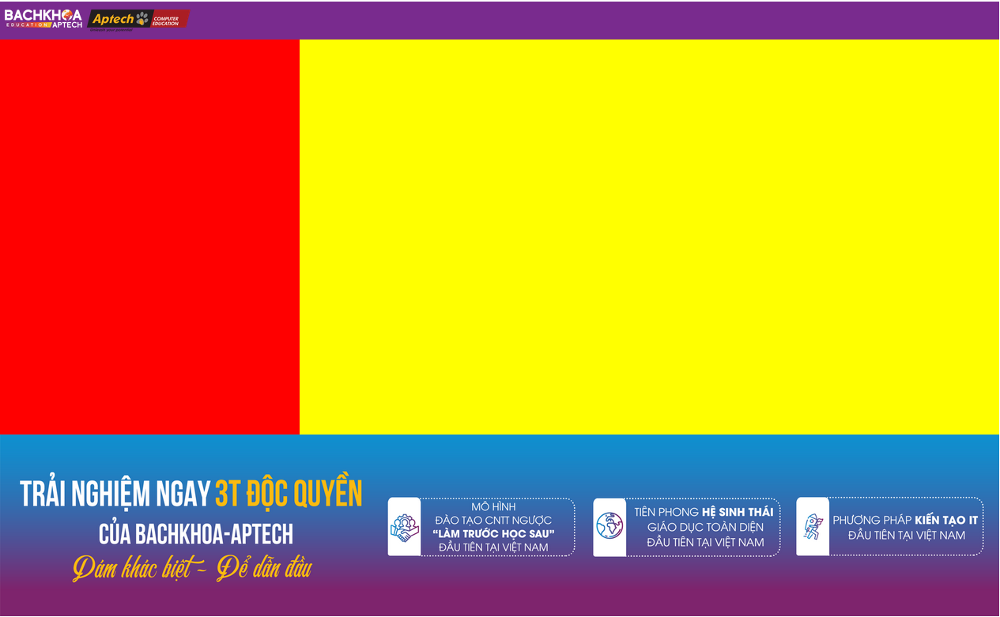 BACHKHOA
EDUCATION APTECH
Aptech
COMPUTER
EDUCATION
Unleash your potential
TRẢI NGHIỆM NGAY 3T ĐỘC QUYỀN
CỦA BACHKHOA-APTECH
Dám khác biệt - Để dẫn đầu
MÔ HÌNH
ĐÀO TẠO CNTT NGƯỢC
“LÀM TRƯỚC HỌC SAU”
ĐẦU TIÊN TẠI VIỆT NAM
TIÊN PHONG HỆ SINH THÁI
GIÁO DỤC TOÀN DIỆN
ĐẦU TIÊN TẠI VIỆT NAM
PHƯƠNG PHÁP KIẾN TẠO IT
ĐẦU TIÊN TẠI VIỆT NAM